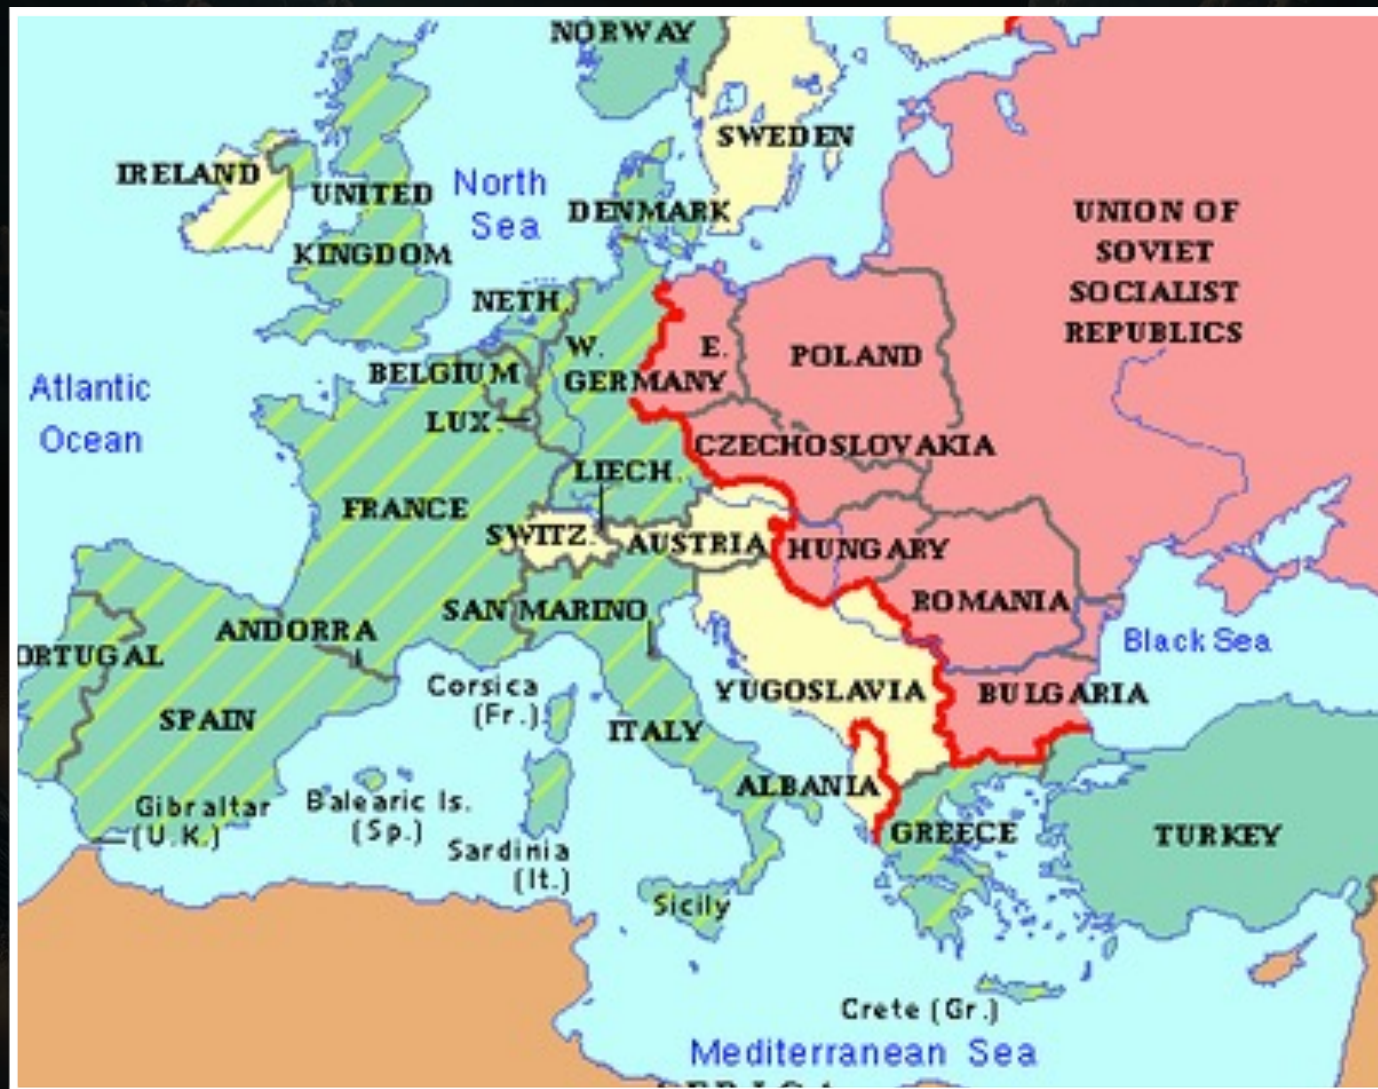 NORWAY
SWEDEN
IRELAND
UNITED
KINGDOM
North
Sea
DENMARK
UNION OF
SOVIET
SOCIALIST
REPUBLICS
NETH.
W.
E.
GERMANY
POLAND
BELGIUM
LUX.
Atlantic
Ocean
CZECHOSLOVAKIA
LIECH.
FRANCE
SWITZ.
AUSTRIA
HUNGARY
SAN MARINO
ROMANIA
ANDORRA
Black Sea
ORTUGAL
SPAIN
Corsica
(Fr.)
YUGOSLAVIA
BULGARIA
ITALY
ALBANIA
Gibraltar
(U.K.)
Balearic Is.
(Sp.)
Sardinia
(It.)
GREECE
TURKEY
Sicily
Crete (Gr.)
Mediterranean Sea